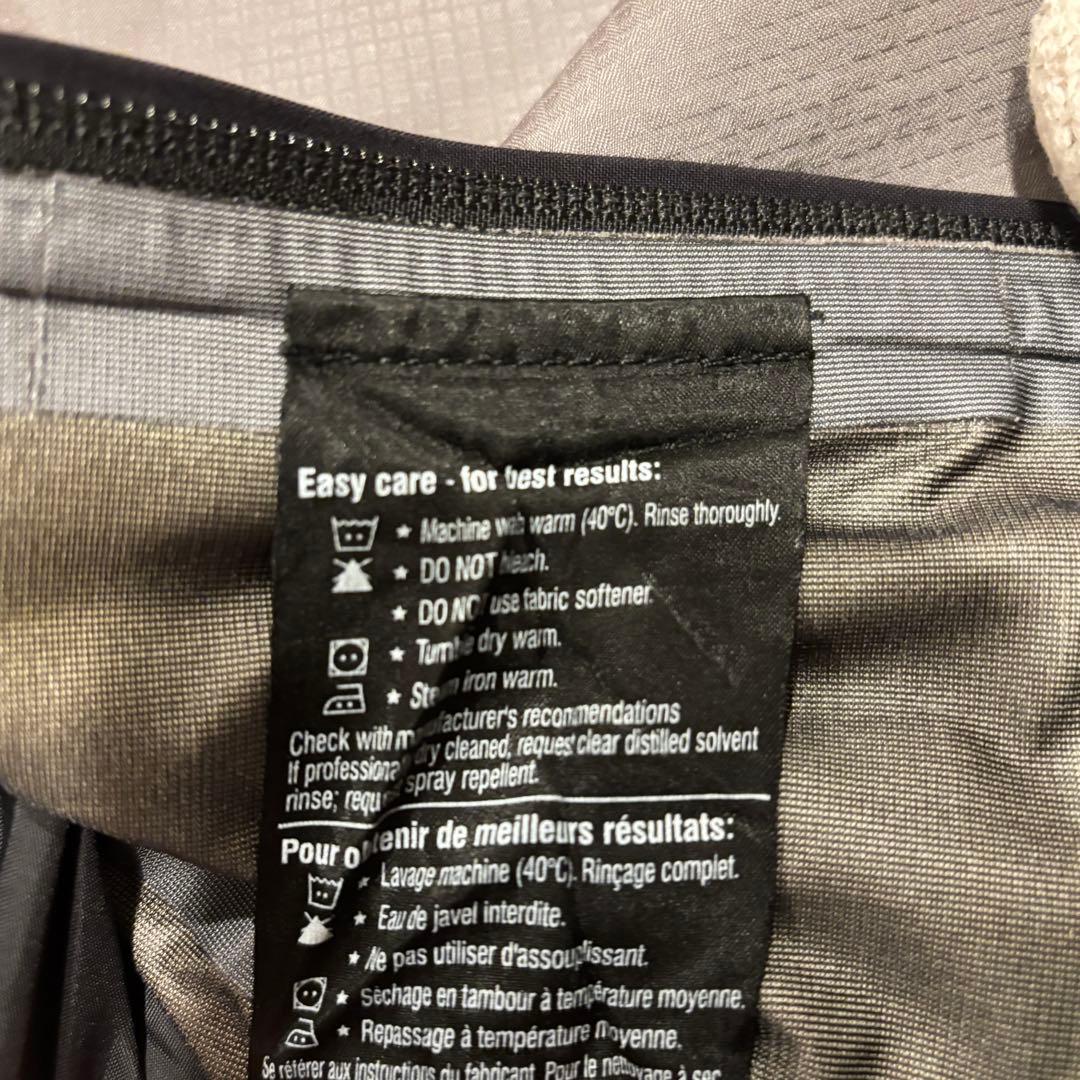 Easy care - for best results:
★ Machine wash warm (40°C). Rinse thoroughly
★ DO NOT bleach.
★ DO NOT use fabric softener.
★ Tumble dry warm.
★ Steam iron warm.
Check with manufacturer's recommendations
If professionally dry cleaned, request clear distilled solvent
rinse; require spray repellent.
Pour obtenir de meilleurs résultats:
★ Lavage machine (40°C). Rinçage complet.
★ Eau de javel interdite.
★ Ne pas utiliser d'assouplissant.
★ Séchage en tambour à température moyenne.
★ Repassage à température moyenne.
Se référer aux instructions du fabricant. Pour le nettoyage à sec